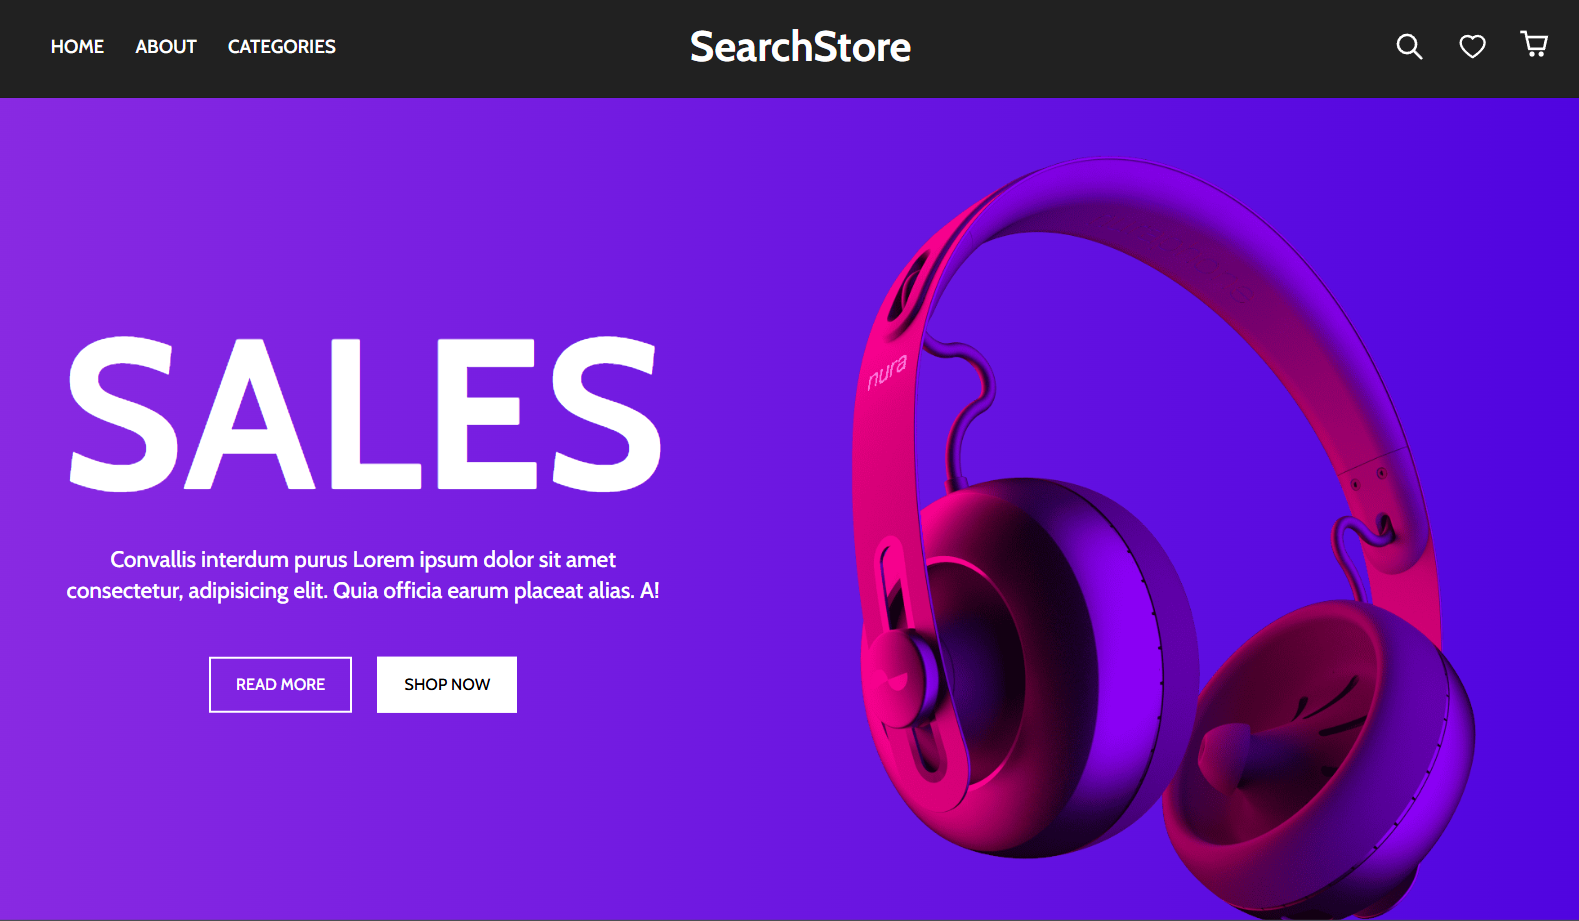 HOME ABOUT CATEGORIES SearchStore
SALES
nura
Convallis interdum purus Lorem ipsum dolor sit amet
consectetur, adipisicing elit. Quia officia earum placeat alias. A!
READ MORE SHOP NOW